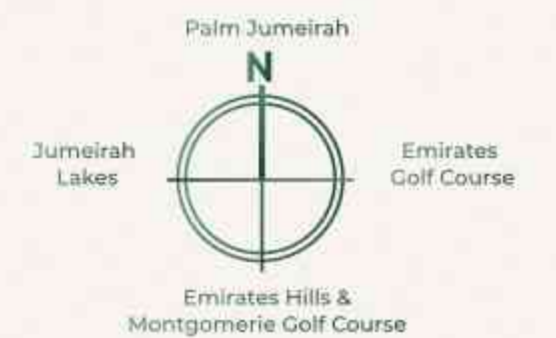 Palm Jumeirah
N
Jumeirah
Lakes
Emirates
Golf Course
Emirates Hills &
Montgomerie Golf Course